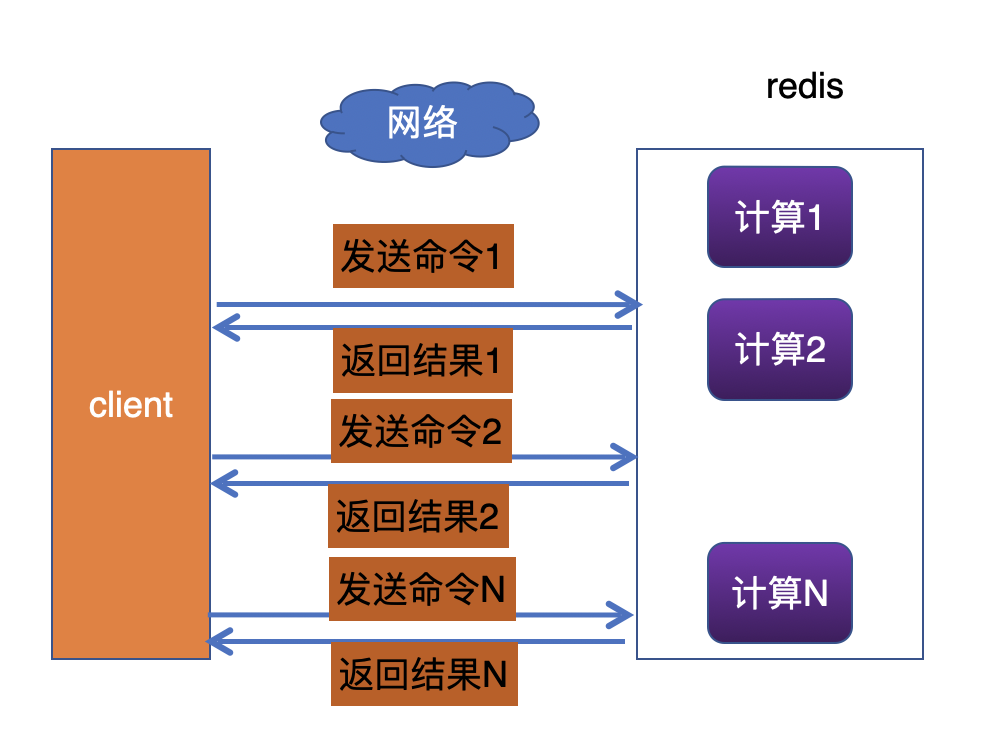 redis
网络
计算1
发送命令1
计算2
返回结果1
client
发送命令2
返回结果2
发送命令N
计算N
返回结果N